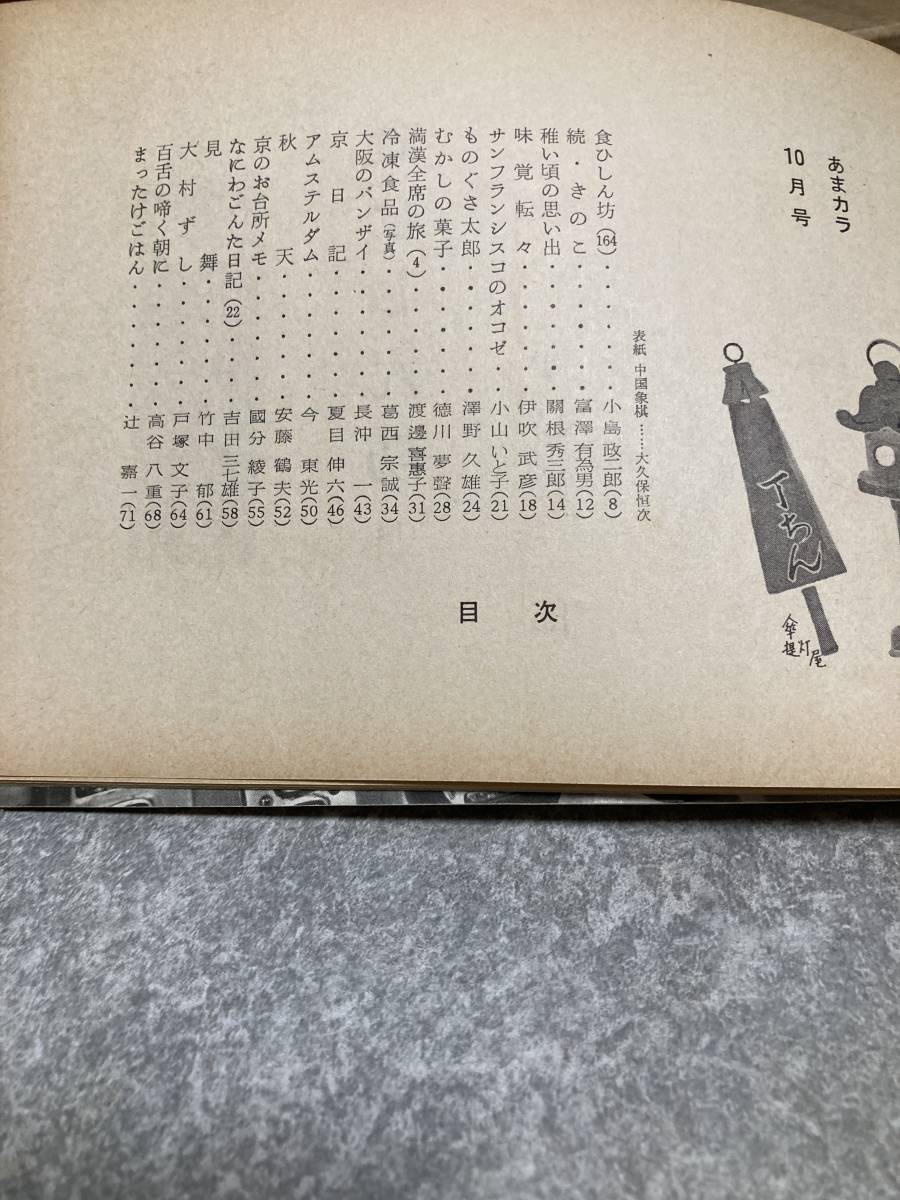 あまカラ
10月号
丁ちん
傘提灯屋
目次
表紙 中国象棋……大久保恒次
食ひしん坊(164)・・・・・小島政二郎(8)
続・きのこ・・・・・富澤有為男(12)
稚い頃の思い出・・・・・關根秀三郎(14)
味覚転々・・・・・伊吹武彦(18)
サンフランシスコのオコゼ・・小山いと子(21)
ものぐさ太郎・・・・・澤野久雄(24)
むかしの菓子・・・・・徳川夢聲(28)
満漢全席の旅(4)・・・・・渡邊喜惠子(31)
冷凍食品(写真)・・・・・葛西宗誠(34)
大阪のバンザイ・・・・・長沖一(43)
京日記・・・・・夏目伸六(46)
アムステルダム・・・・・今東光(50)
秋天・・・・・安藤鶴夫(52)
京のお台所メモ・・・・・國分綾子(55)
なにわごんた日記(22)・・・吉田三七雄(58)
見舞・・・・・竹中郁(61)
大村ずし・・・・・戸塚文子(64)
百舌の啼く朝に・・・・・高谷八重(68)
まったけごはん・・・・・辻嘉一(71)